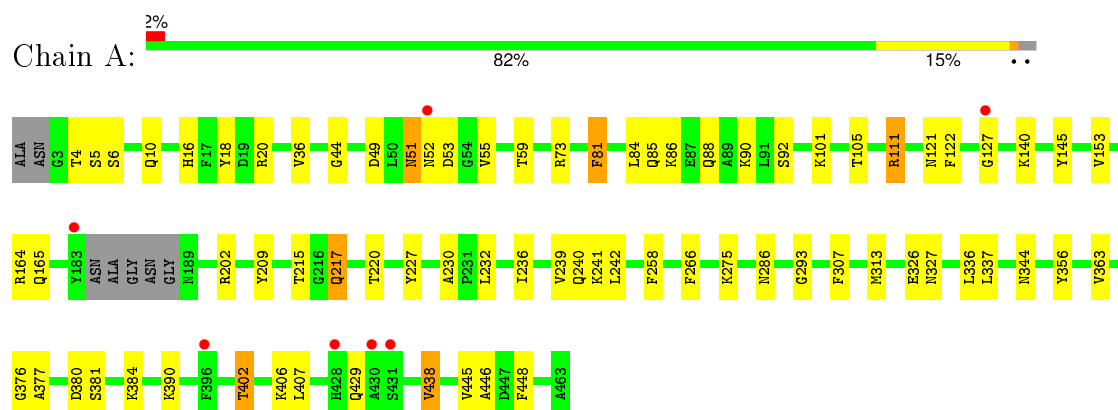 2%
Chain A:
82% 15% • •
ALA ASN G3 T4 S5 S6 Q10 H16 F17 Y18 D19 R20 V36 G44 D49 L50 N51 N52 D53 G54 V55 T59 R73 F81 L84 Q85 K86 E87 Q88 A89 K90 L91 S92 K101 T105 R111 N121 F122 G127 K140 Y145 V153
R164 Q165 Y183 ASN ALA GLY ASN GLY N189 R202 Y209 T215 G216 Q217 T220 Y227 A230 P231 L232 I236 V239 Q240 K241 L242 F258 F266 K275 N286 G293 F307 M313 E326 N327 L336 L337 N344 Y356 V363
G376 A377 D380 S381 K384 K390 F396 T402 K406 L407 H428 Q429 A430 S431 V438 V445 A446 D447 F448 A463